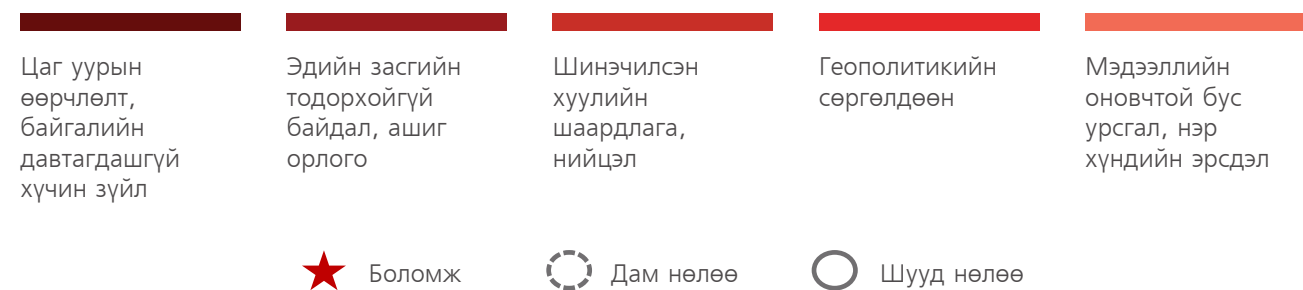 Цаг уурын
өөрчлөлт,
байгалийн
давтагдашгүй
хүчин зүйл
Эдийн засгийн
тодорхойгүй
байдал, ашиг
орлого
Шинэчилсэн
хуулийн
шаардлага,
нийцэл
Геополитикийн
сөргөлдөөн
Мэдээллийн
оновчтой бус
урсгал, нэр
хүндийн эрсдэл
Боломж
Дам нөлөө
Шууд нөлөө